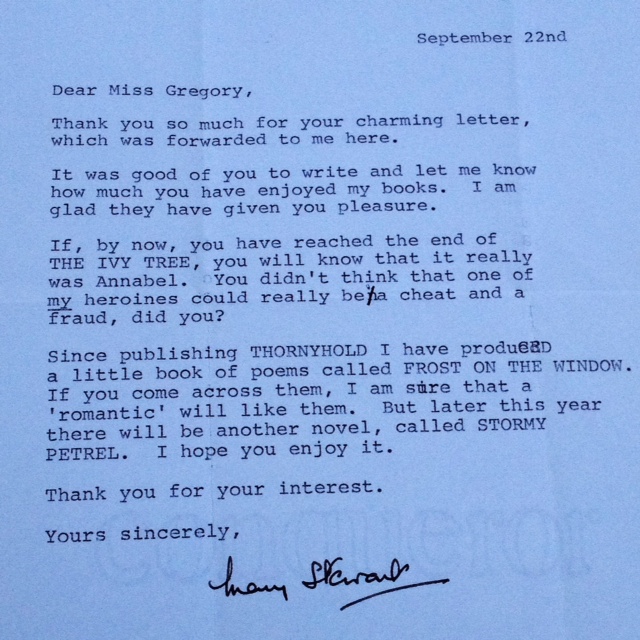 September 22nd
Dear Miss Gregory,
Thank you so much for your charming letter,
which was forwarded to me here.
It was good of you to write and let me know
how much you have enjoyed my books. I am
glad they have given you pleasure.
If, by now, you have reached the end of
THE IVY TREE, you will know that it really
was Annabel. You didn't think that one of
my heroines could really be/a cheat and a
fraud, did you?
Since publishing THORNYHOLD I have produCED
a little book of poems called FROST ON THE WINDOW.
If you come across them, I am sure that a
'romantic' will like them. But later this year
there will be another novel, called STORMY
PETREL. I hope you enjoy it.
Thank you for your interest.
Yours sincerely,
conqueror
Mary Stewart